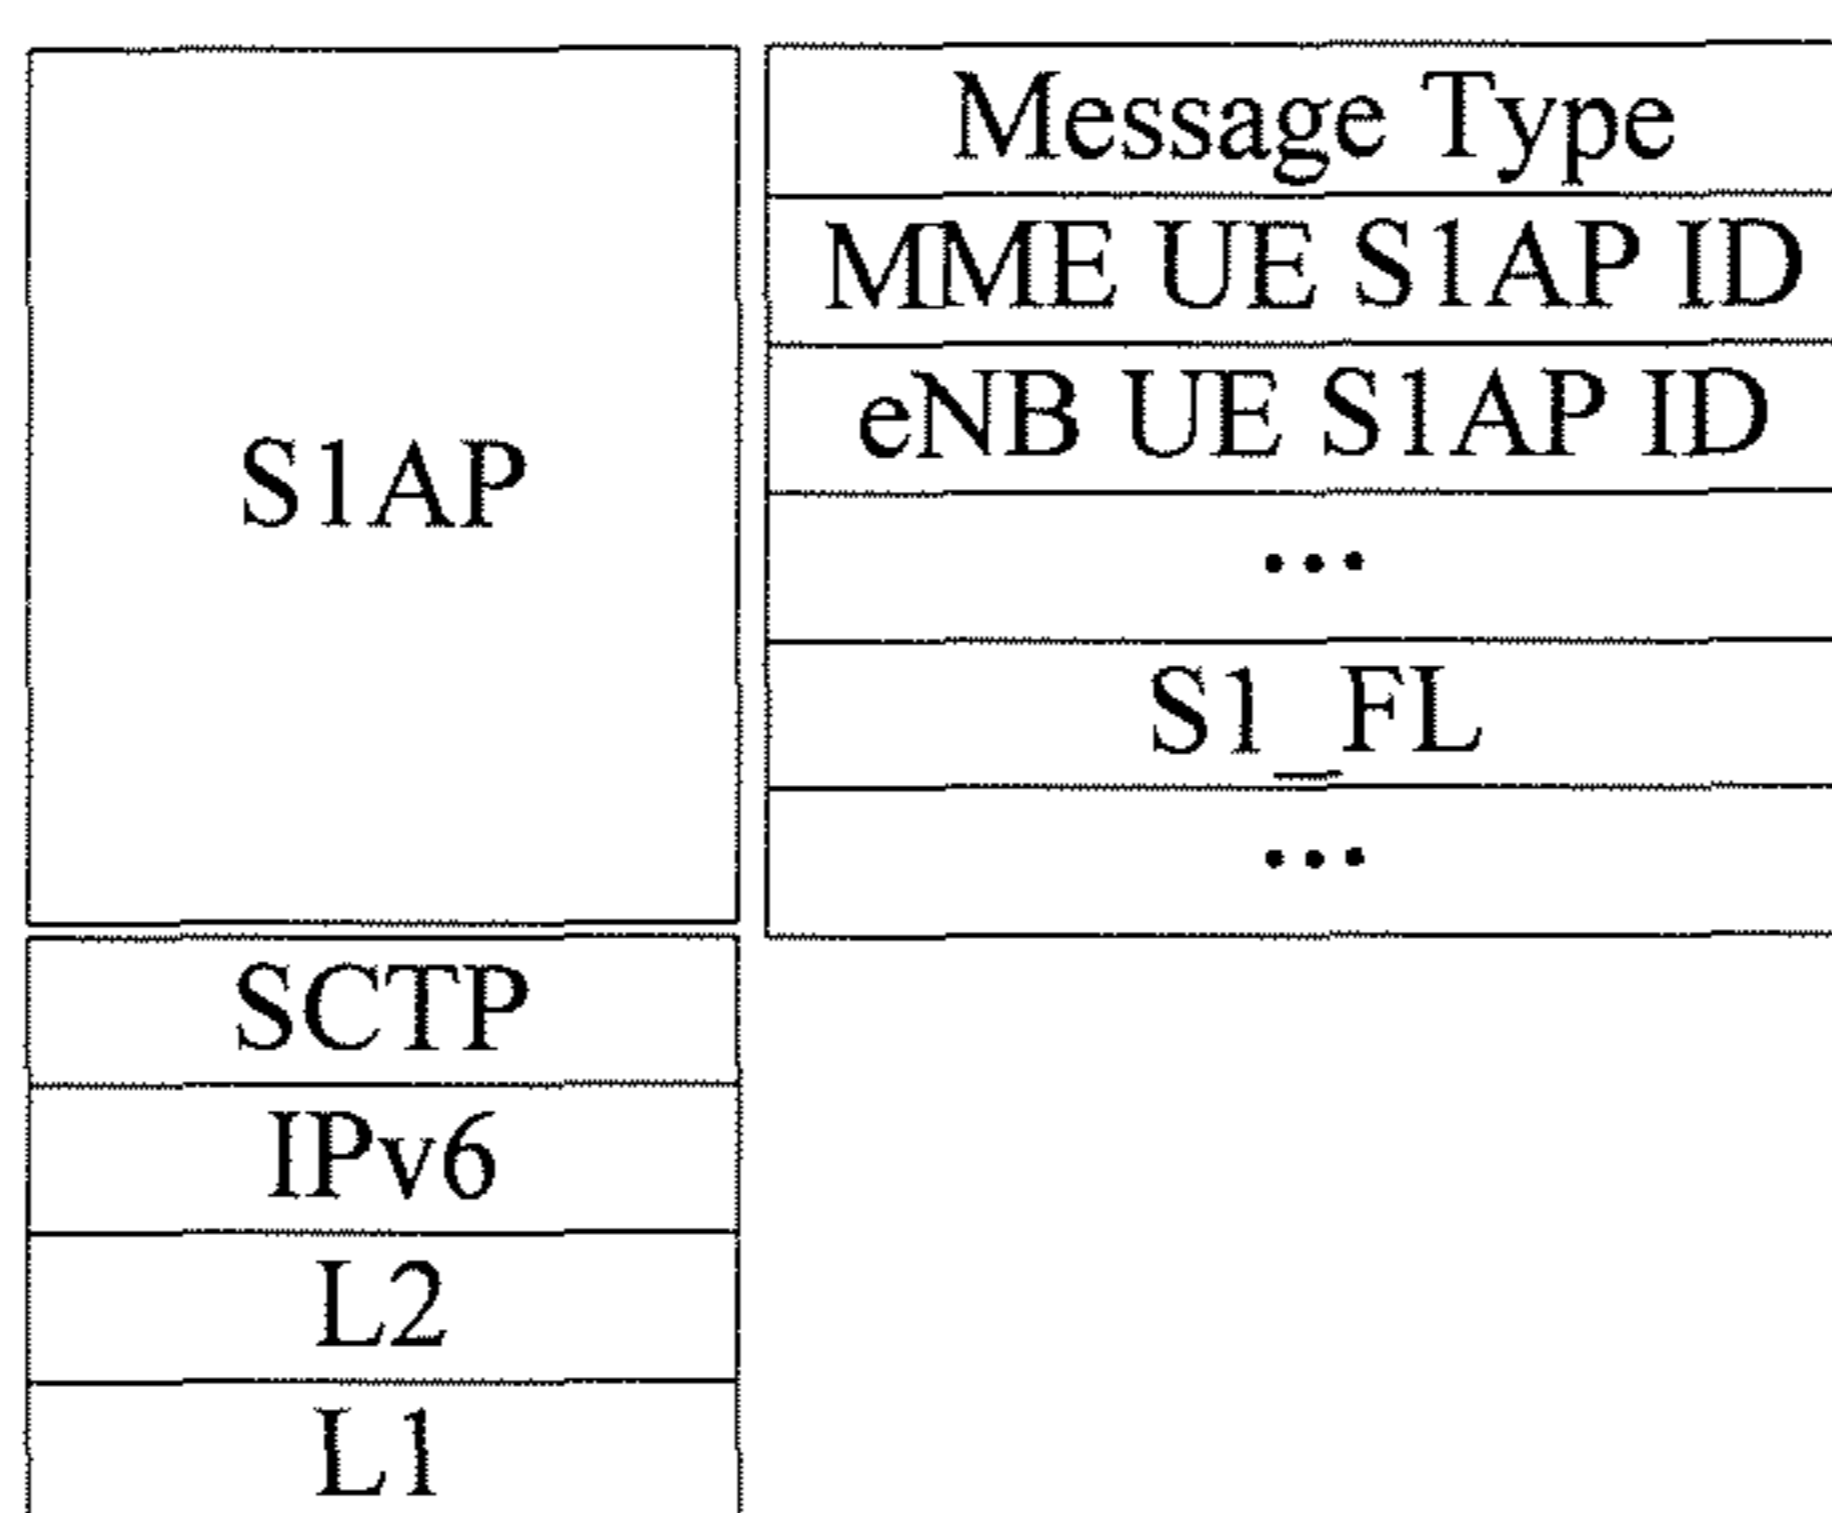 S1AP
Message Type
MME UE S1AP ID
eNB UE S1AP ID
...
S1_FL
...
SCTP
IPv6
L2
L1